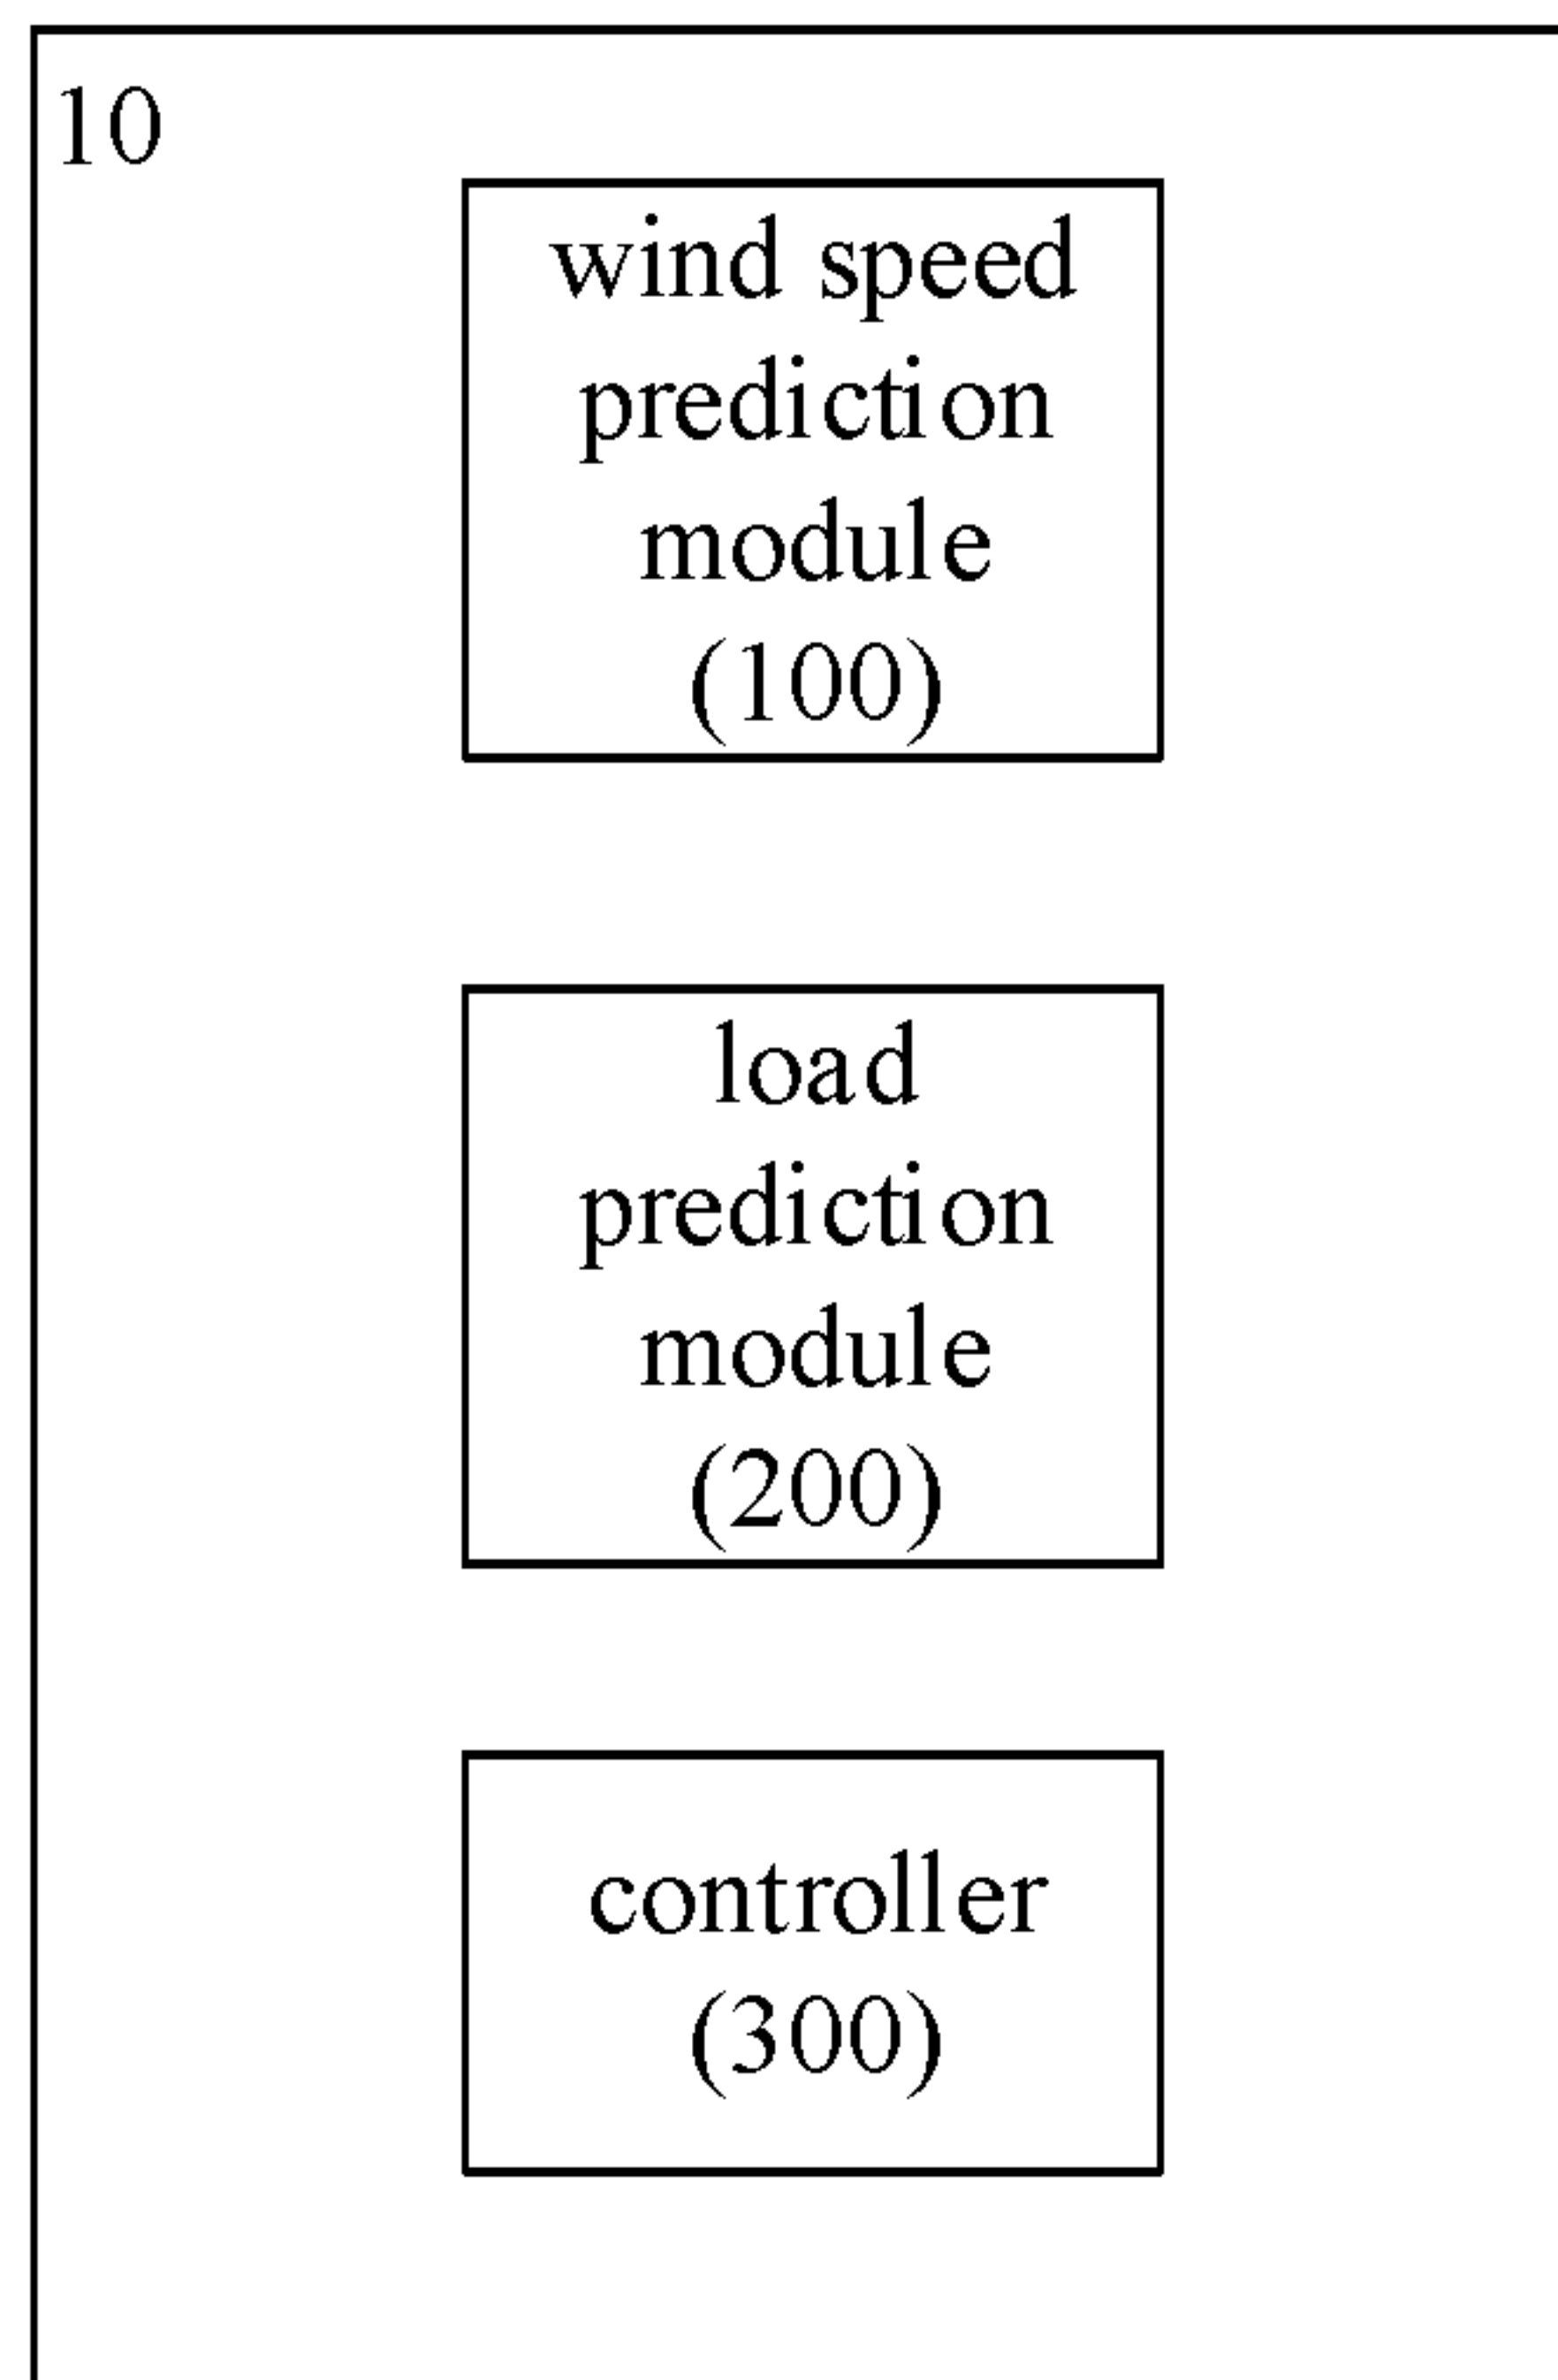 10
wind speed
prediction
module
(100)
load
prediction
module
(200)
controller
(300)